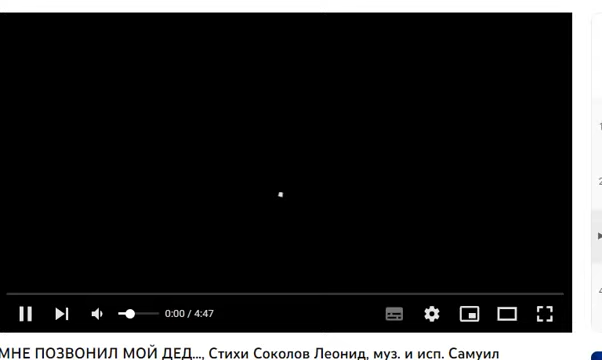 0:00 / 4:47
МНЕ ПОЗВОНИЛ МОЙ ДЕД..., Стихи Соколов Леонид, муз. и исп. Самуил